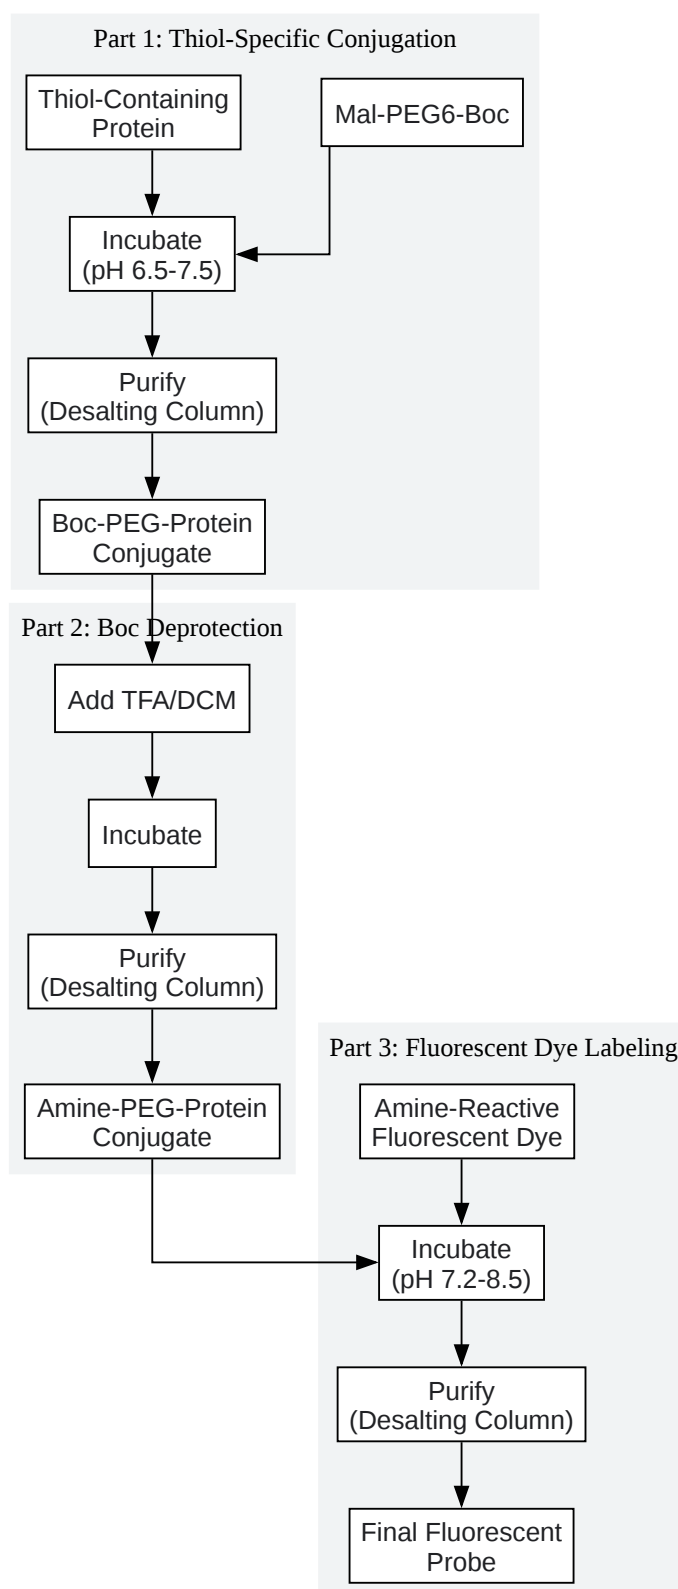 Part 1: Thiol-Specific Conjugation
Thiol-Containing
Protein
Mal-PEG6-Boc
Incubate
(pH 6.5-7.5)
Purify
(Desalting Column)
Boc-PEG-Protein
Conjugate
Part 2: Boc Deprotection
Add TFA/DCM
Incubate
Purify
(Desalting Column)
Amine-PEG-Protein
Conjugate
Part 3: Fluorescent Dye Labeling
Amine-Reactive
Fluorescent Dye
Incubate
(pH 7.2-8.5)
Purify
(Desalting Column)
Final Fluorescent
Probe